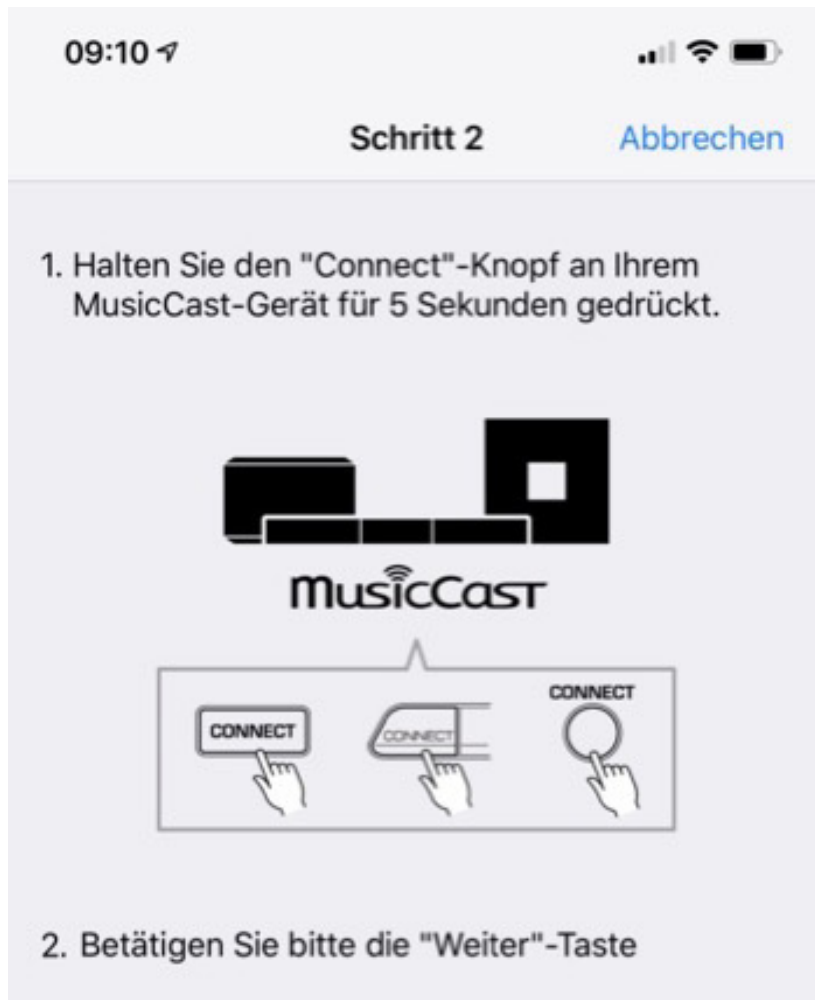 09:10
Schritt 2 Abbrechen
1. Halten Sie den "Connect"-Knopf an Ihrem
MusicCast-Gerät für 5 Sekunden gedrückt.
MusicCast
CONNECT
CONNECT
CONNECT
2. Betätigen Sie bitte die "Weiter"-Taste